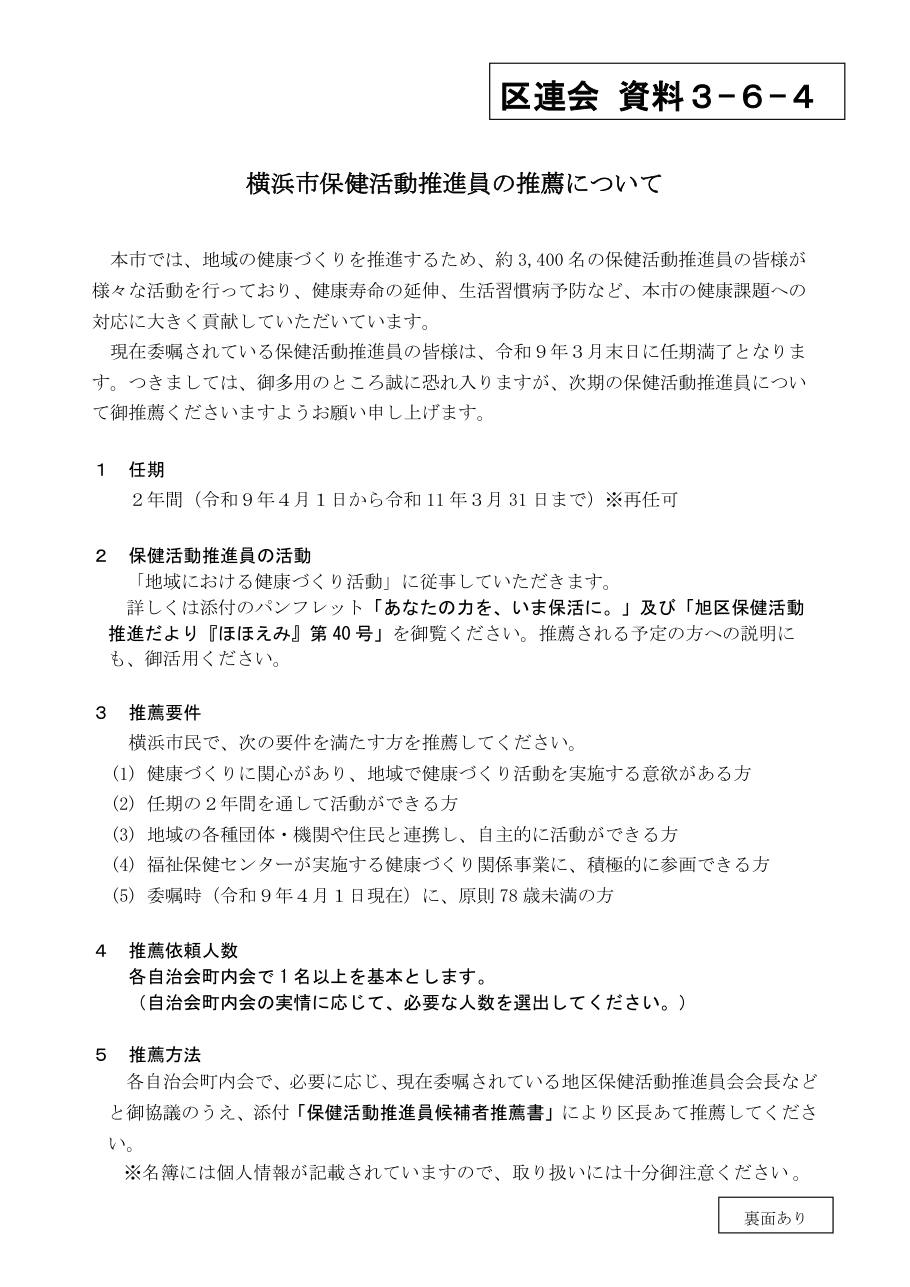 区連会 資料３－６－４
横浜市保健活動推進員の推薦について
本市では、地域の健康づくりを推進するため、約 3,400 名の保健活動推進員の皆様が
様々な活動を行っており、健康寿命の延伸、生活習慣病予防など、本市の健康課題への
対応に大きく貢献していただいています。
現在委嘱されている保健活動推進員の皆様は、令和９年３月末日に任期満了となりま
す。つきましては、御多用のところ誠に恐れ入りますが、次期の保健活動推進員につい
て御推薦くださいますようお願い申し上げます。
１ 任期
２年間（令和９年４月１日から令和 11 年３月 31 日まで）※再任可
２ 保健活動推進員の活動
「地域における健康づくり活動」に従事していただきます。
詳しくは添付のパンフレット「あなたの力を、いま保活に。」及び「旭区保健活動
推進だより『ほほえみ』第 40 号」を御覧ください。推薦される予定の方への説明に
も、御活用ください。
３ 推薦要件
横浜市民で、次の要件を満たす方を推薦してください。
(1) 健康づくりに関心があり、地域で健康づくり活動を実施する意欲がある方
(2) 任期の２年間を通して活動ができる方
(3) 地域の各種団体・機関や住民と連携し、自主的に活動ができる方
(4) 福祉保健センターが実施する健康づくり関係事業に、積極的に参画できる方
(5) 委嘱時（令和９年４月１日現在）に、原則 78 歳未満の方
４ 推薦依頼人数
各自治会町内会で１名以上を基本とします。
（自治会町内会の実情に応じて、必要な人数を選出してください。）
５ 推薦方法
各自治会町内会で、必要に応じ、現在委嘱されている地区保健活動推進員会会長など
と御協議のうえ、添付「保健活動推進員候補者推薦書」により区長あて推薦してくださ
い。
※名簿には個人情報が記載されていますので、取り扱いには十分御注意ください。
裏面あり